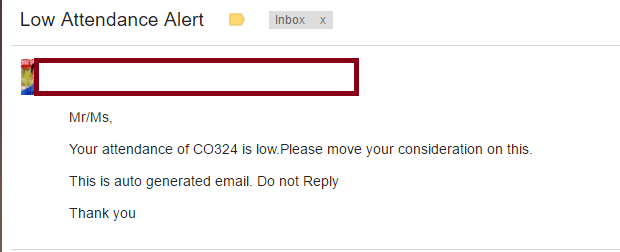 Low Attendance Alert
Inbox x
Mr/Ms,
Your attendance of CO324 is low.Please move your consideration on this.
This is auto generated email. Do not Reply
Thank you